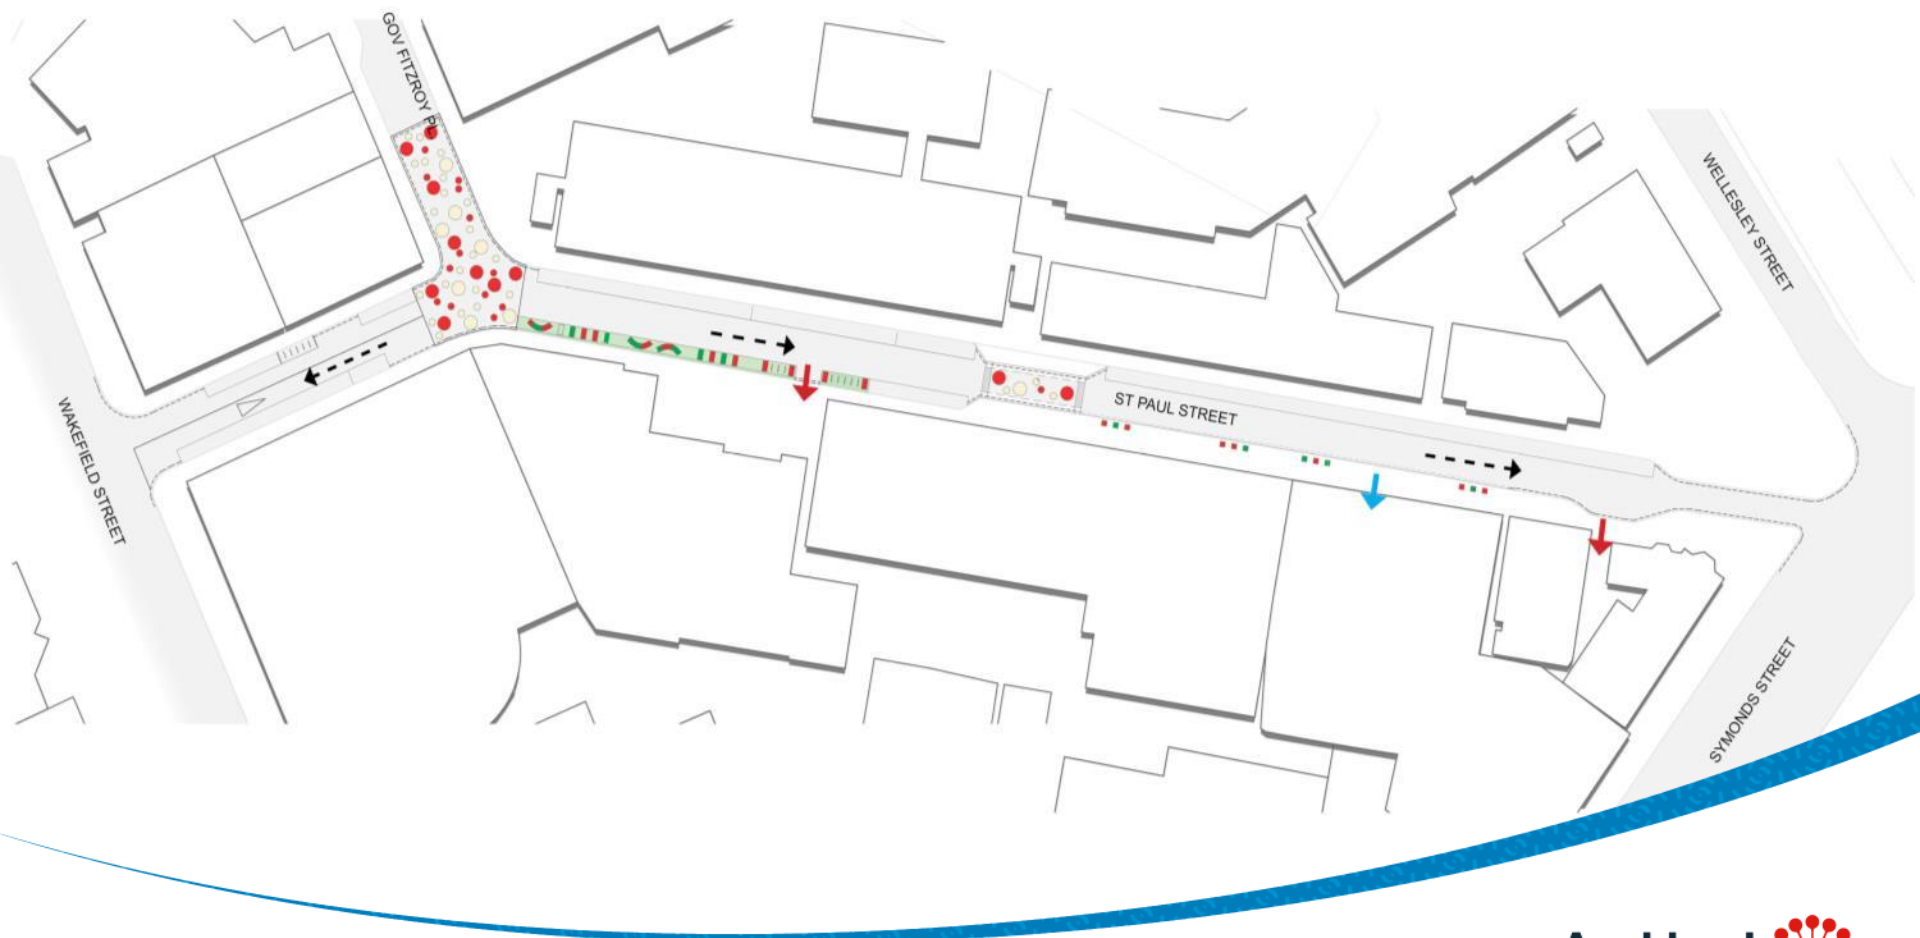 GOV FITZROY PL
WELLESLEY STREET
ST PAUL STREET
WAKEFIELD STREET
SYMONDS STREET